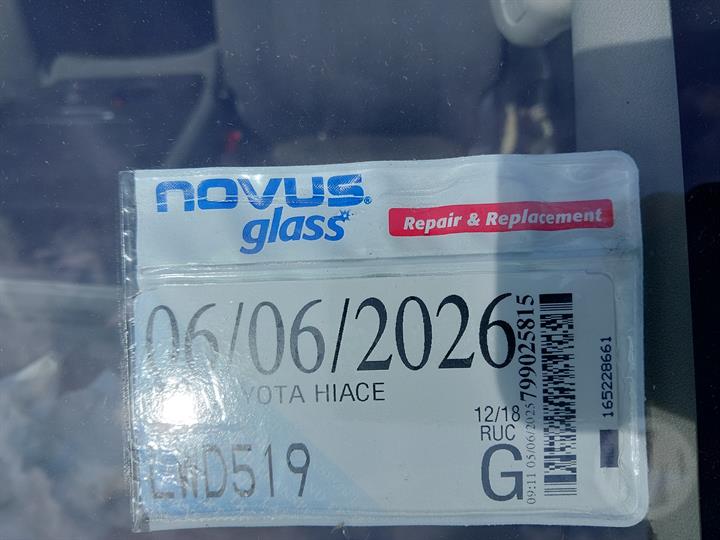 novus®
glass
Repair & Replacement
06/06/2026
YOTA HIACE
12/18
RUC
LWD519
G
09:11 05/06/2025
799025815
165228661